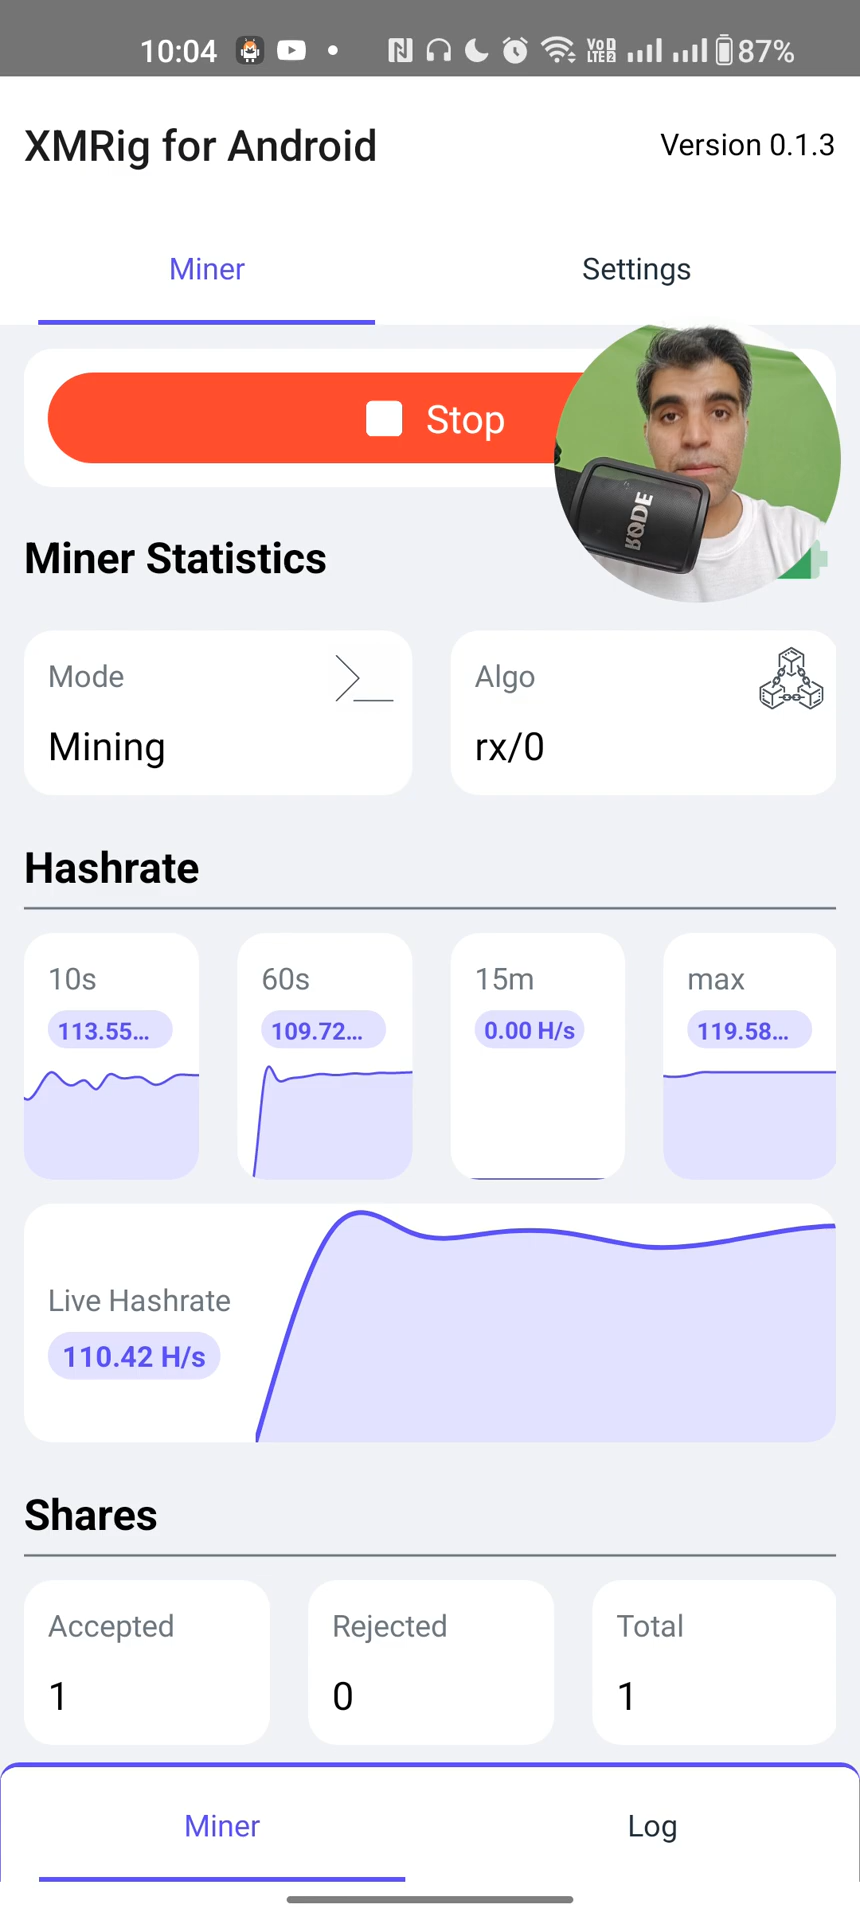 10:04 VoD LTE2 87%
XMRig for Android Version 0.1.3
Miner Settings
Stop
RØDE
Miner Statistics
Mode Algo
Mining rx/0
Hashrate
10s 60s 15m max
113.55... 109.72... 0.00 H/s 119.58...
Live Hashrate
110.42 H/s
Shares
Accepted Rejected Total
1 0 1
Miner Log